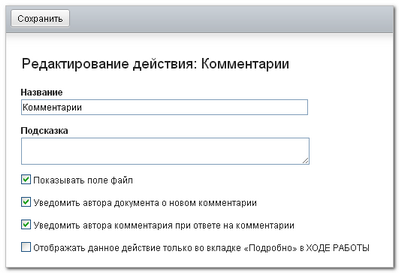 Сохранить
Редактирование действия: Комментарии
Название
Комментарии
Подсказка
Показывать поле файл
Уведомить автора документа о новом комментарии
Уведомить автора комментария при ответе на комментарии
Отображать данное действие только во вкладке «Подробно» в ХОДЕ РАБОТЫ